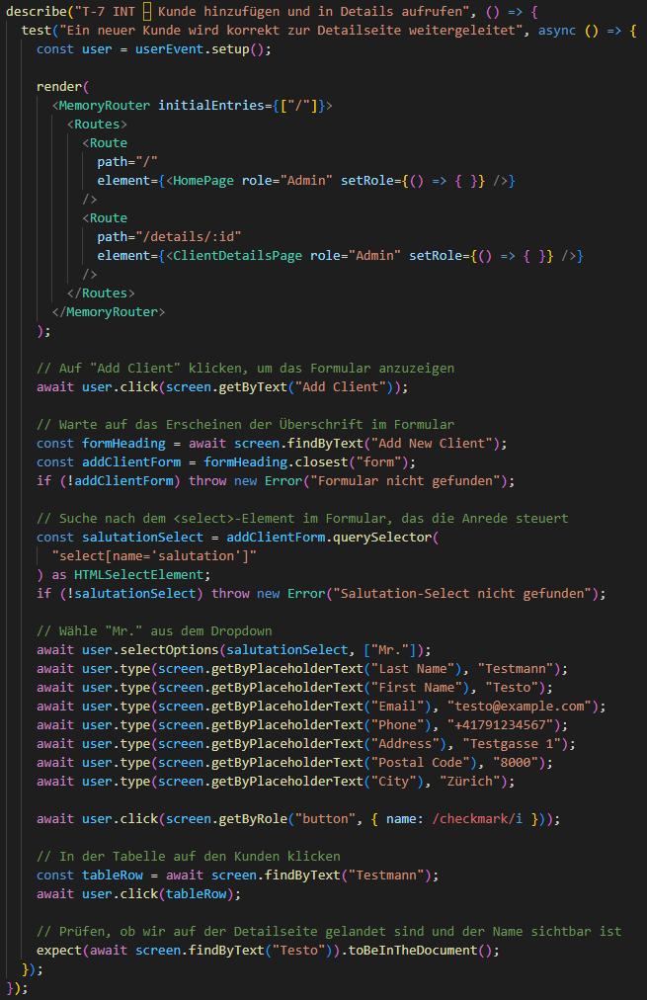 describe("T-7 INT – Kunde hinzufügen und in Details aufrufen", () => {
  test("Ein neuer Kunde wird korrekt zur Detailseite weitergeleitet", async () => {
    const user = userEvent.setup();

    render(
      <MemoryRouter initialEntries={["/"]}>
        <Routes>
          <Route
            path="/"
            element={<HomePage role="Admin" setRole={() => { }} />}
          />
          <Route
            path="/details/:id"
            element={<ClientDetailsPage role="Admin" setRole={() => { }} />}
          />
        </Routes>
      </MemoryRouter>
    );

    // Auf "Add Client" klicken, um das Formular anzuzeigen
    await user.click(screen.getByText("Add Client"));

    // Warte auf das Erscheinen der Überschrift im Formular
    const formHeading = await screen.findByText("Add New Client");
    const addClientForm = formHeading.closest("form");
    if (!addClientForm) throw new Error("Formular nicht gefunden");

    // Suche nach dem <select>-Element im Formular, das die Anrede steuert
    const salutationSelect = addClientForm.querySelector(
      "select[name='salutation']"
    ) as HTMLSelectElement;
    if (!salutationSelect) throw new Error("Salutation-Select nicht gefunden");

    // Wähle "Mr." aus dem Dropdown
    await user.selectOptions(salutationSelect, ["Mr."]);
    await user.type(screen.getByPlaceholderText("Last Name"), "Testmann");
    await user.type(screen.getByPlaceholderText("First Name"), "Testo");
    await user.type(screen.getByPlaceholderText("Email"), "testo@example.com");
    await user.type(screen.getByPlaceholderText("Phone"), "+41791234567");
    await user.type(screen.getByPlaceholderText("Address"), "Testgasse 1");
    await user.type(screen.getByPlaceholderText("Postal Code"), "8000");
    await user.type(screen.getByPlaceholderText("City"), "Zürich");

    await user.click(screen.getByRole("button", { name: /checkmark/i }));

    // In der Tabelle auf den Kunden klicken
    const tableRow = await screen.findByText("Testmann");
    await user.click(tableRow);

    // Prüfen, ob wir auf der Detailseite gelandet sind und der Name sichtbar ist
    expect(await screen.findByText("Testo")).toBeInTheDocument();
  });
});